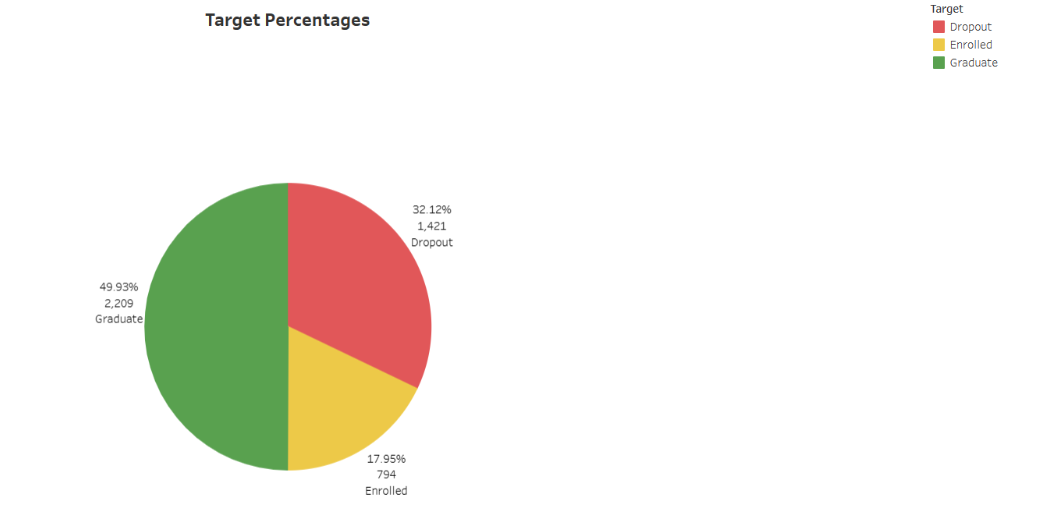 Target Percentages
Target
Dropout
Enrolled
Graduate
32.12%
1,421
Dropout
49.93%
2,209
Graduate
17.95%
794
Enrolled